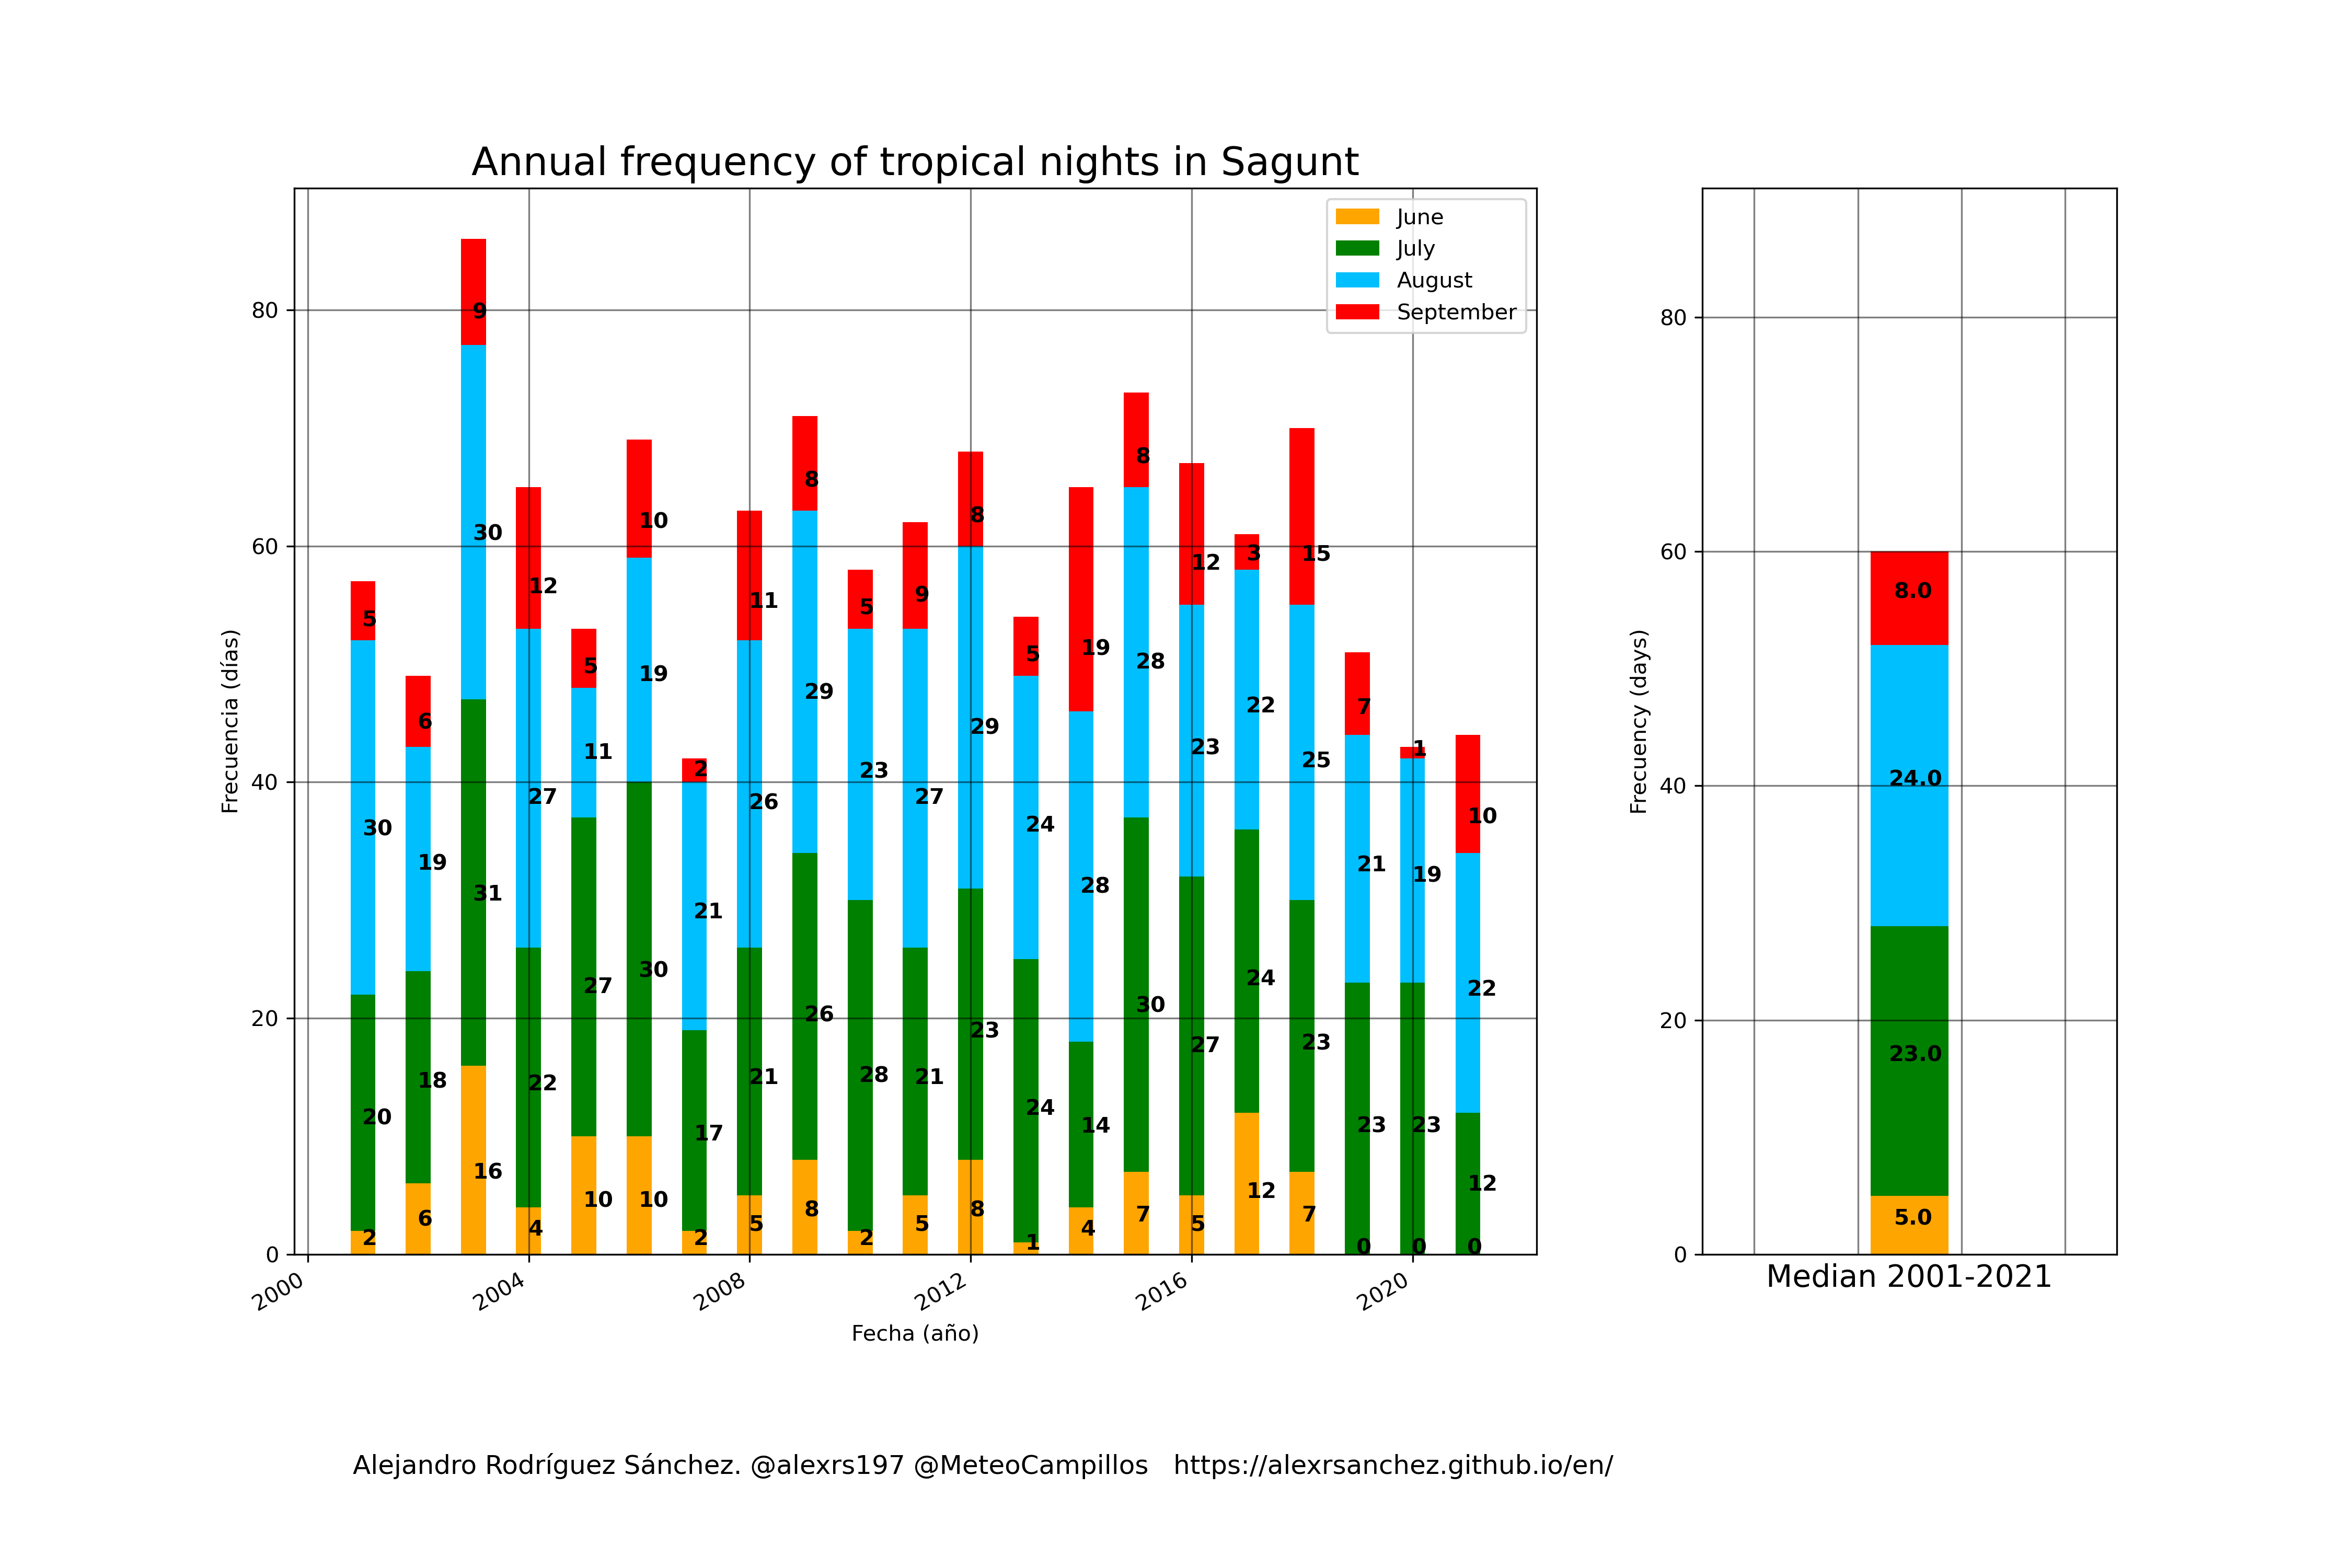 Annual frequency of tropical nights in Sagunt
June
July
August
September
Frecuencia (días)
80
60
40
20
0
5 6 9 12 5 10 2 11 8 5 9 8 5 19 8 12 3 15 7 1 10
30 19 30 27 11 19 21 26 29 23 27 29 24 28 28 23 22 25 21 19 22
20 18 31 22 27 30 17 21 26 28 21 23 24 14 30 27 24 23 23 23 12
2 6 16 4 10 10 2 5 8 2 5 8 1 4 7 5 12 7 0 0 0
2000 2004 2008 2012 2016 2020
Fecha (año)
Frecuency (days)
80
60
40
20
0
8.0
24.0
23.0
5.0
Median 2001-2021
Alejandro Rodríguez Sánchez. @alexrs197 @MeteoCampillos https://alexrsanchez.github.io/en/